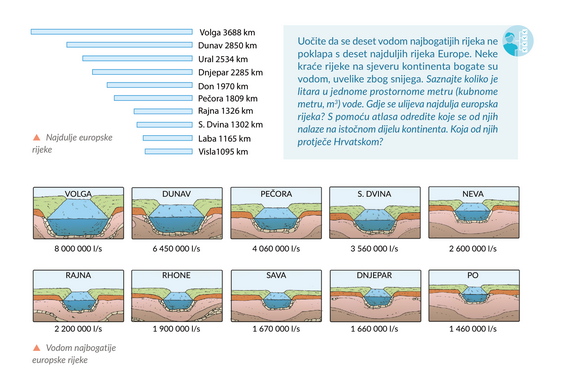 Volga 3688 km
Dunav 2850 km
Ural 2534 km
Dnjepar 2285 km
Don 1970 km
Pečora 1809 km
Rajna 1326 km
S. Dvina 1302 km
Laba 1165 km
Visla1095 km
▲ Najdulje europske
rijeke
Uočite da se deset vodom najbogatijih rijeka ne
poklapa s deset najduljih rijeka Europe. Neke
kraće rijeke na sjeveru kontinenta bogate su
vodom, uvelike zbog snijega. Saznajte koliko je
litara u jednome prostornome metru (kubnome
metru, m³) vode. Gdje se ulijeva najdulja europska
rijeka? S pomoću atlasa odredite koje se od njih
nalaze na istočnom dijelu kontinenta. Koja od njih
protječe Hrvatskom?
VOLGA
DUNAV
PEČORA
S. DVINA
NEVA
8 000 000 l/s
6 450 000 l/s
4 060 000 l/s
3 560 000 l/s
2 600 000 l/s
RAJNA
RHONE
SAVA
DNJEPAR
PO
2 200 000 l/s
1 900 000 l/s
1 670 000 l/s
1 660 000 l/s
1 460 000 l/s
▲ Vodom najbogatije
europske rijeke